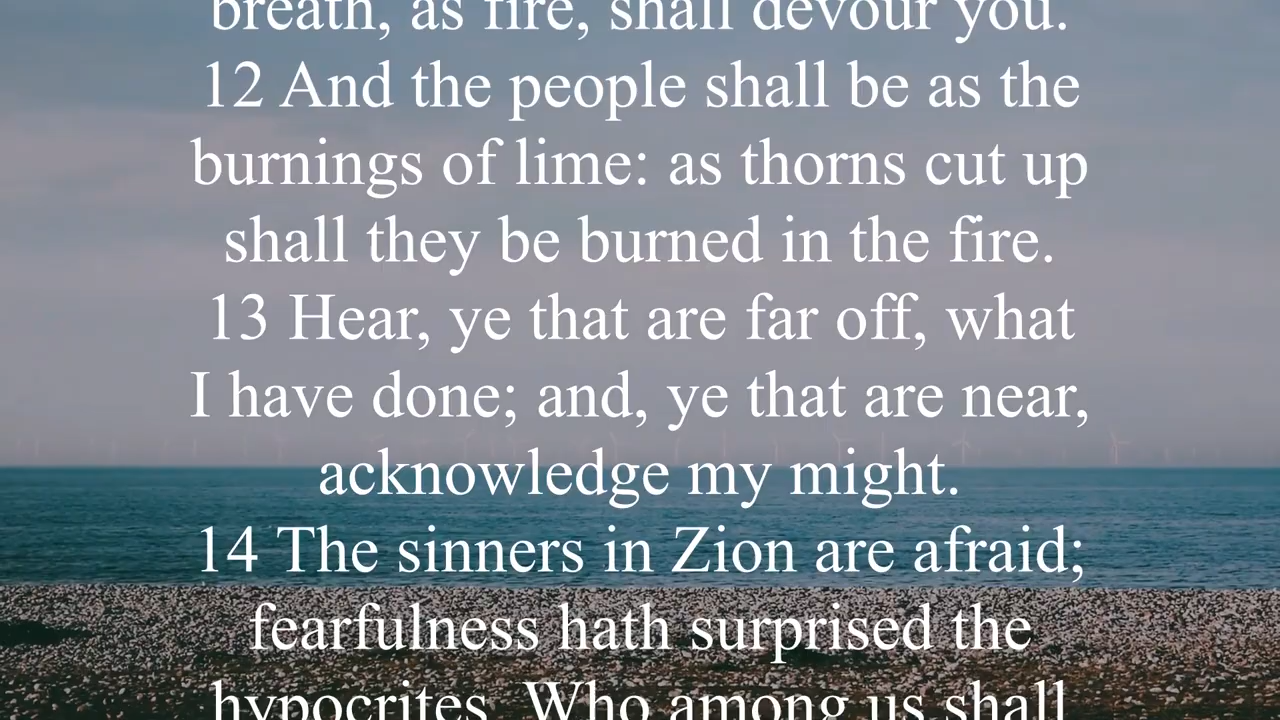 breath, as fire, shall devour you.
12 And the people shall be as the
burnings of lime: as thorns cut up
shall they be burned in the fire.
13 Hear, ye that are far off, what
I have done; and, ye that are near,
acknowledge my might.
14 The sinners in Zion are afraid;
fearfulness hath surprised the
hypocrites. Who among us shall